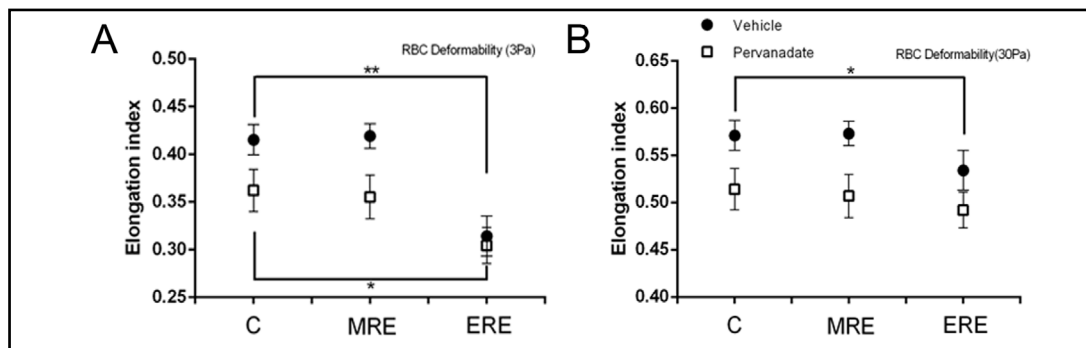 A
RBC Deformability (3Pa)
Elongation index
0.50
0.45
0.40
0.35
0.30
0.25
**
*
C MRE ERE
B
Vehicle
Pervanadate
RBC Deformability(30Pa)
Elongation index
0.65
0.60
0.55
0.50
0.45
0.40
*
C MRE ERE